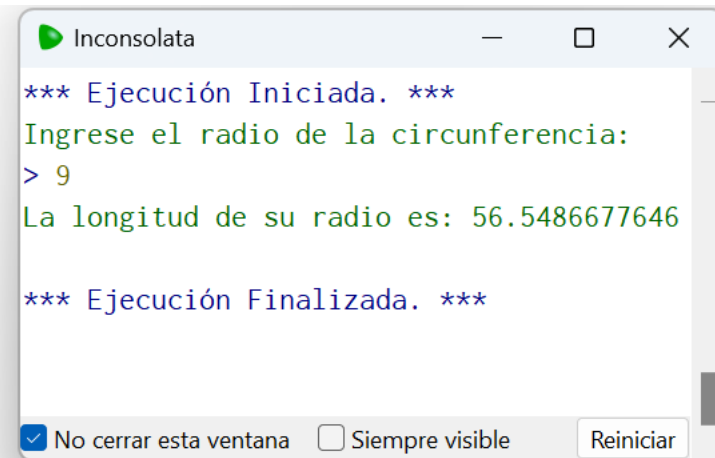 Inconsolata
*** Ejecución Iniciada. ***
Ingrese el radio de la circunferencia:
> 9
La longitud de su radio es: 56.5486677646
*** Ejecución Finalizada. ***
No cerrar esta ventana Siempre visible Reiniciar